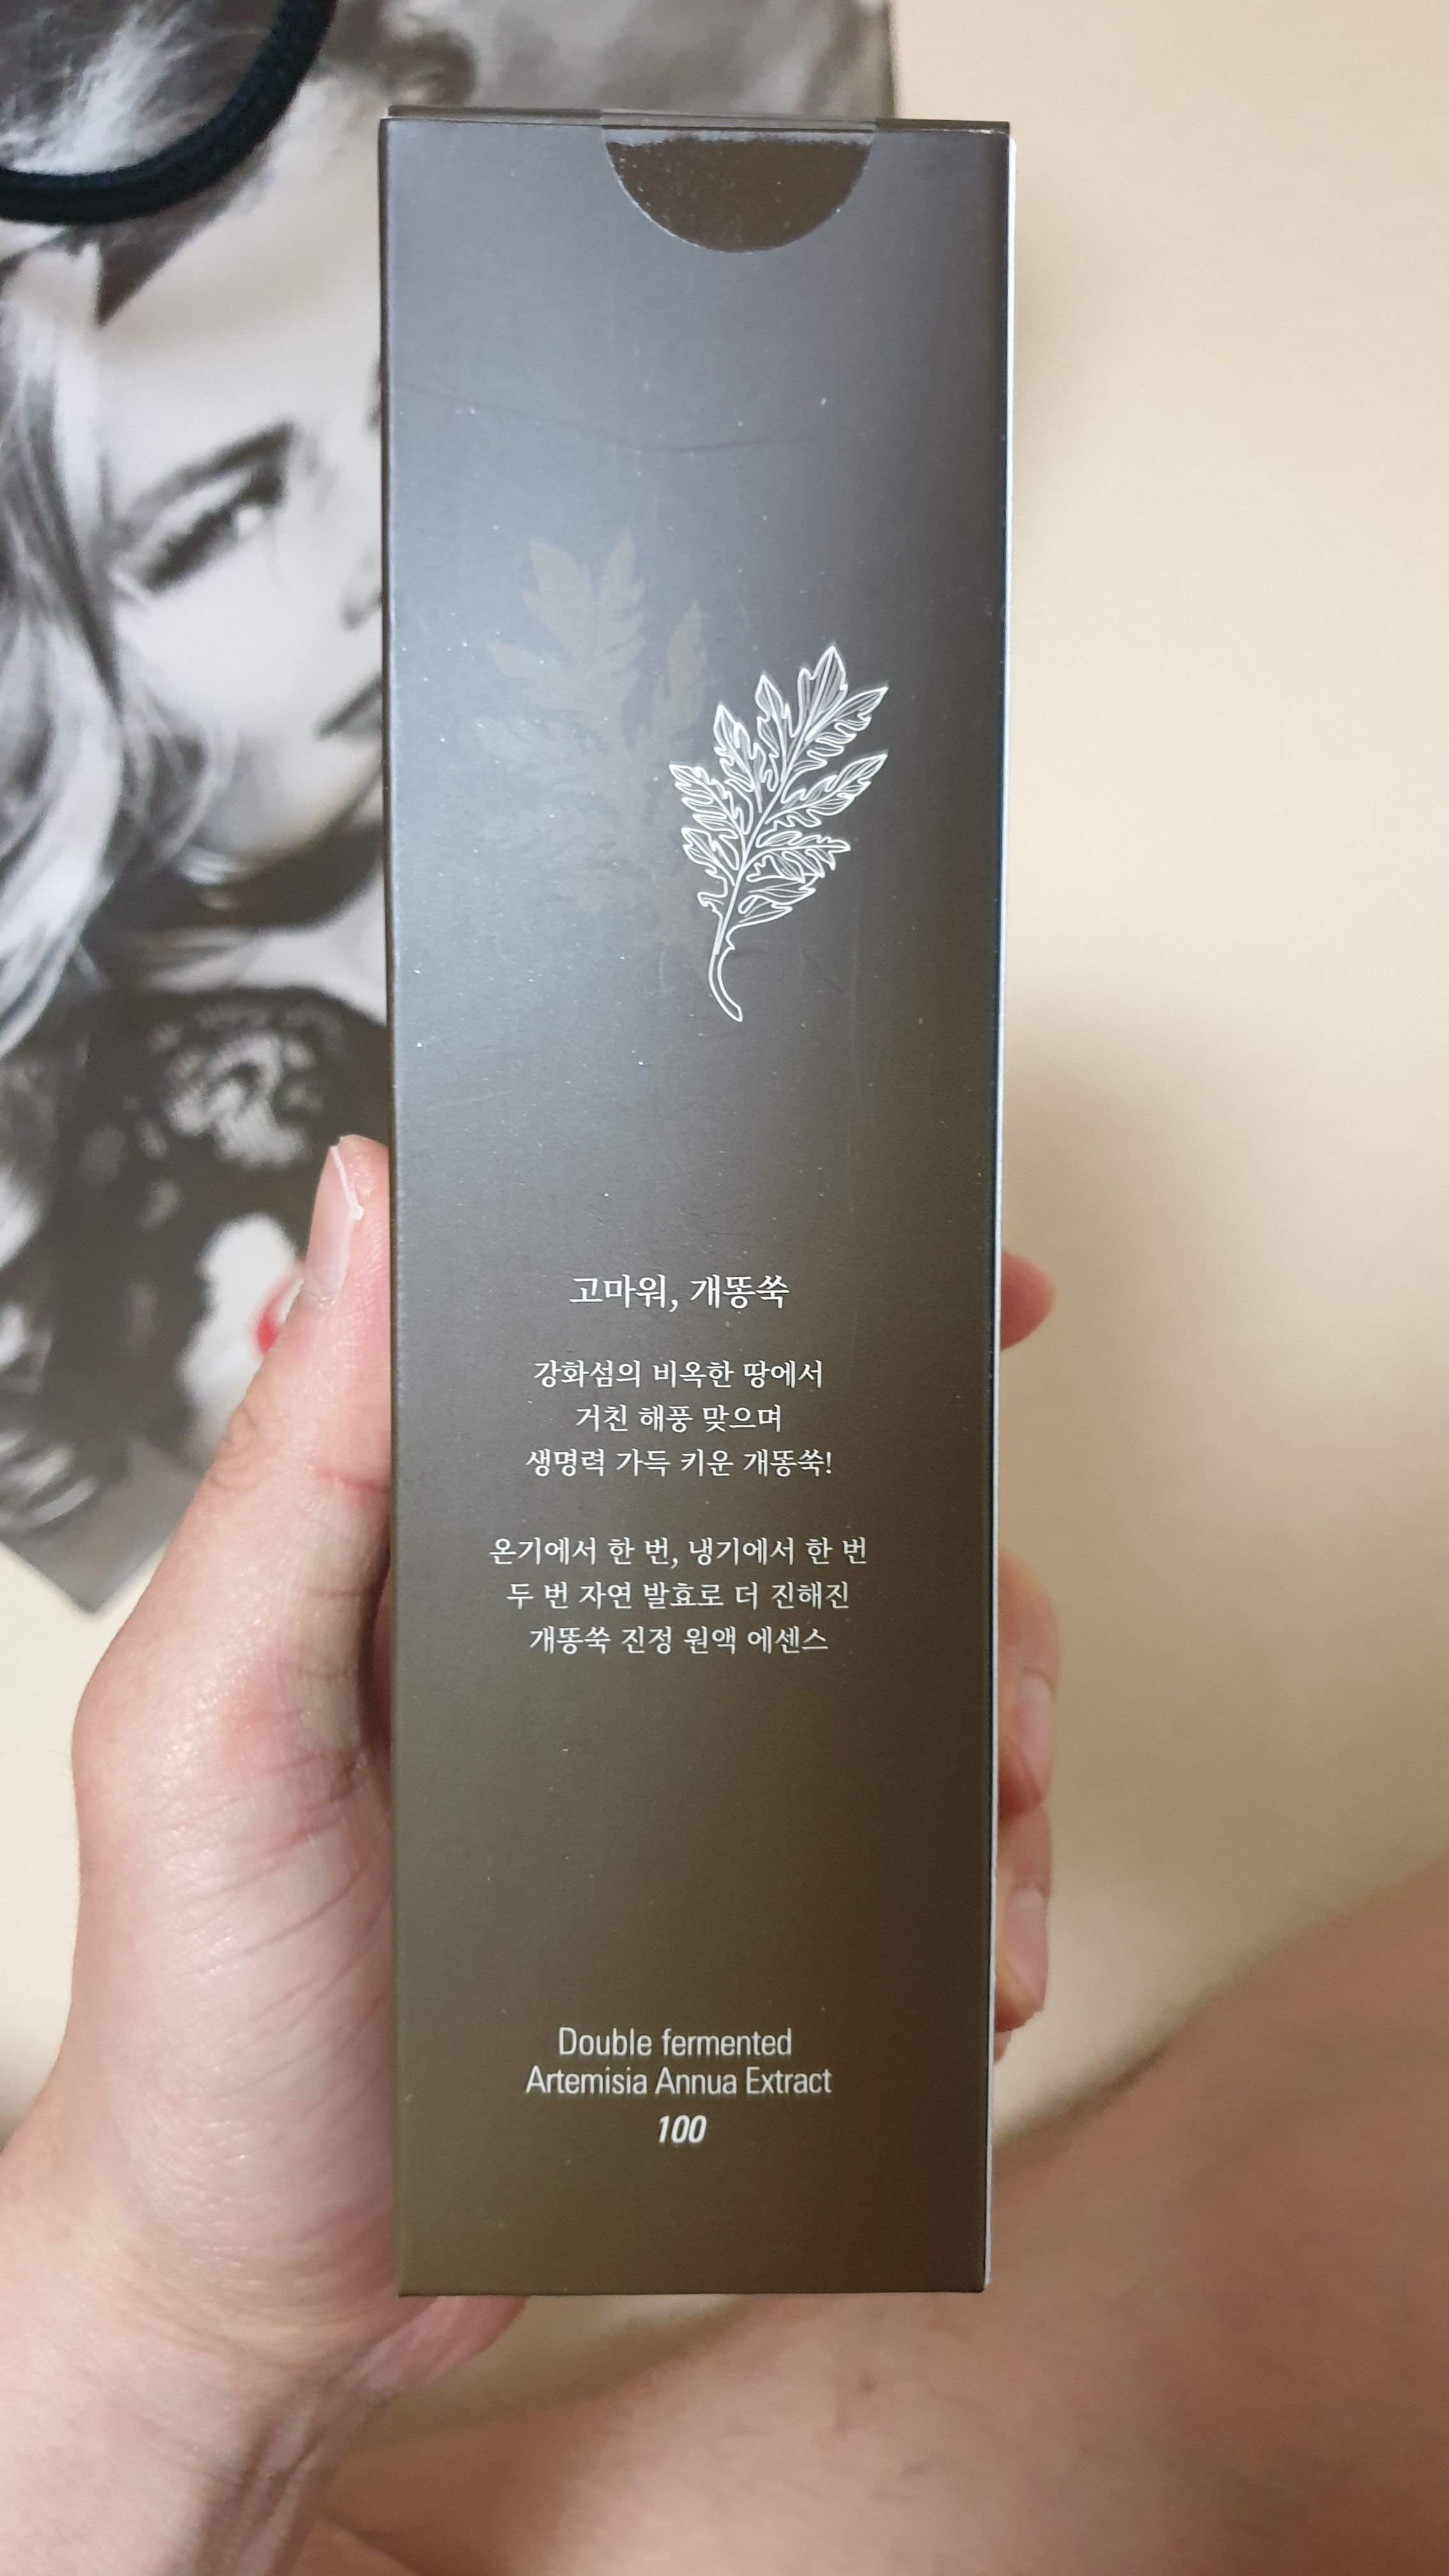 고마워, 개똥쑥
강화섬의 비옥한 땅에서
거친 해풍 맞으며
생명력 가득 키운 개똥쑥!
온기에서 한 번, 냉기에서 한 번
두 번 자연 발효로 더 진해진
개똥쑥 진정 원액 에센스
Double fermented
Artemisia Annua Extract
100